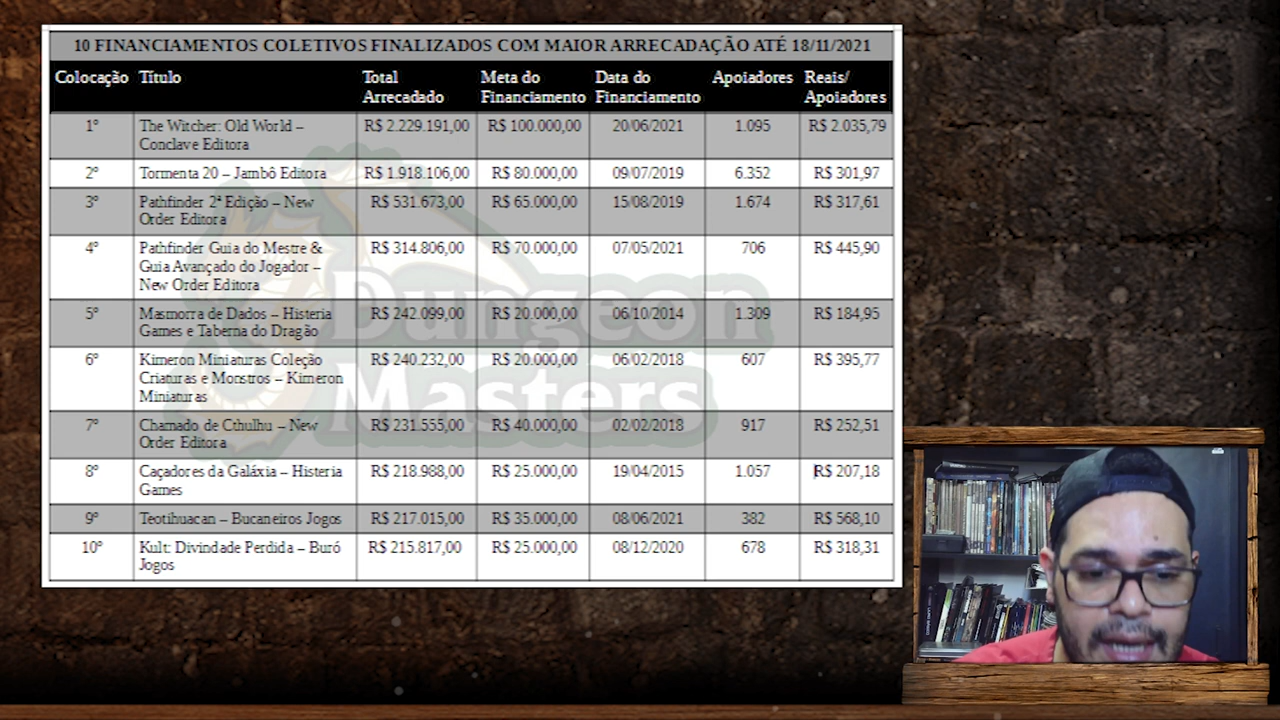 10 FINANCIAMENTOS COLETIVOS FINALIZADOS COM MAIOR ARRECADAÇÃO ATÉ 18/11/2021
Colocação Título Total Arrecadado Meta do Financiamento Data do Financiamento Apoiadores Reais/ Apoiadores
1º The Witcher: Old World – R$ 2.229.191,00 R$ 100.000,00 20/06/2021 1.095 R$ 2.035,79
Conclave Editora
2º Tormenta 20 – Jambô Editora R$ 1.918.106,00 R$ 80.000,00 09/07/2019 6.352 R$ 301,97
3º Pathfinder 2ª Edição – New R$ 531.673,00 R$ 65.000,00 15/08/2019 1.674 R$ 317,61
Order Editora
4º Pathfinder Guia do Mestre & R$ 314.806,00 R$ 70.000,00 07/05/2021 706 R$ 445,90
Guia Avançado do Jogador –
New Order Editora
5º Masmorra de Dados – Histeria R$ 242.099,00 R$ 20.000,00 06/10/2014 1.309 R$ 184,95
Games e Taberna do Dragão
6º Kimeron Miniaturas Coleção R$ 240.232,00 R$ 20.000,00 06/02/2018 607 R$ 395,77
Criaturas e Monstros – Kimeron
Miniaturas
7º Chamado de Cthulhu – New R$ 231.555,00 R$ 40.000,00 02/02/2018 917 R$ 252,51
Order Editora
8º Caçadores da Galáxia – Histeria R$ 218.988,00 R$ 25.000,00 19/04/2015 1.057 R$ 207,18
Games
9º Teotihuacan – Bucaneiros Jogos R$ 217.015,00 R$ 35.000,00 08/06/2021 382 R$ 568,10
10º Kult: Divindade Perdida – Buró R$ 215.817,00 R$ 25.000,00 08/12/2020 678 R$ 318,31
Jogos
Dungeon
Masters